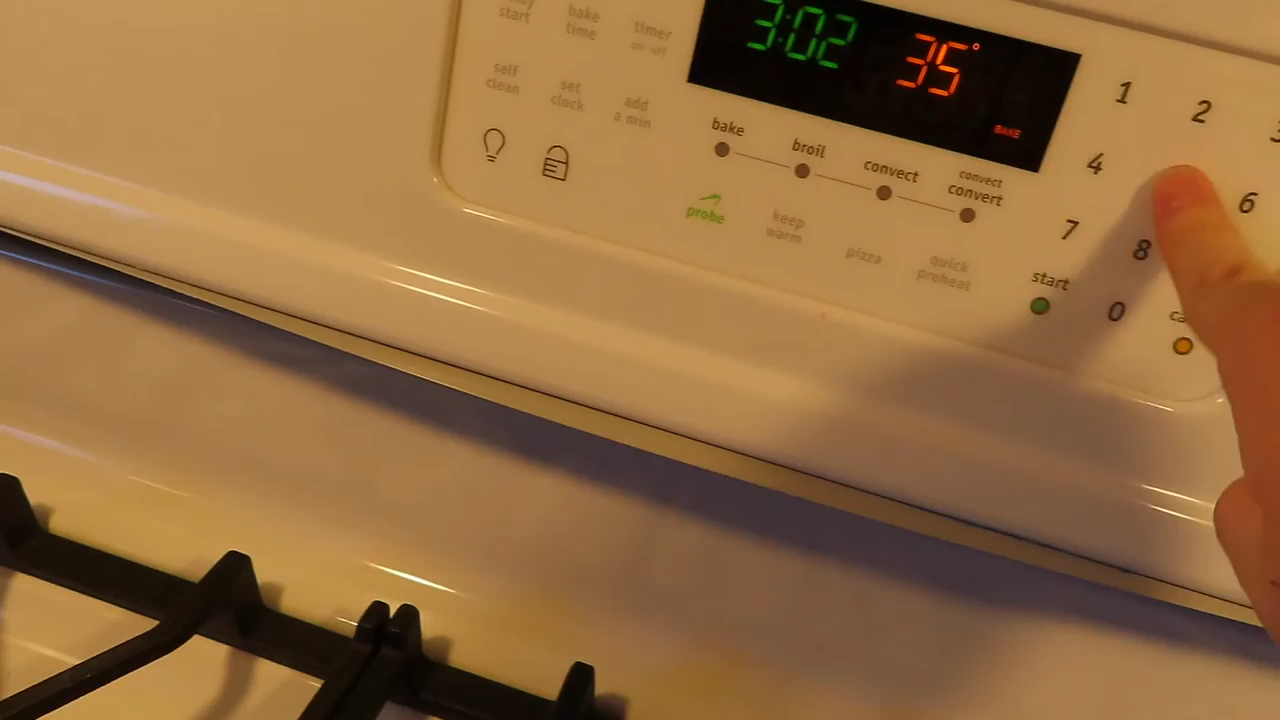 start
bake
time
timer
on off
self
clean
set
clock
add
a min
3:02
35°
BAKE
bake
broil
convect
convect
convert
probe
keep
warm
pizza
quick
preheat
1
2
4
6
7
8
start
0